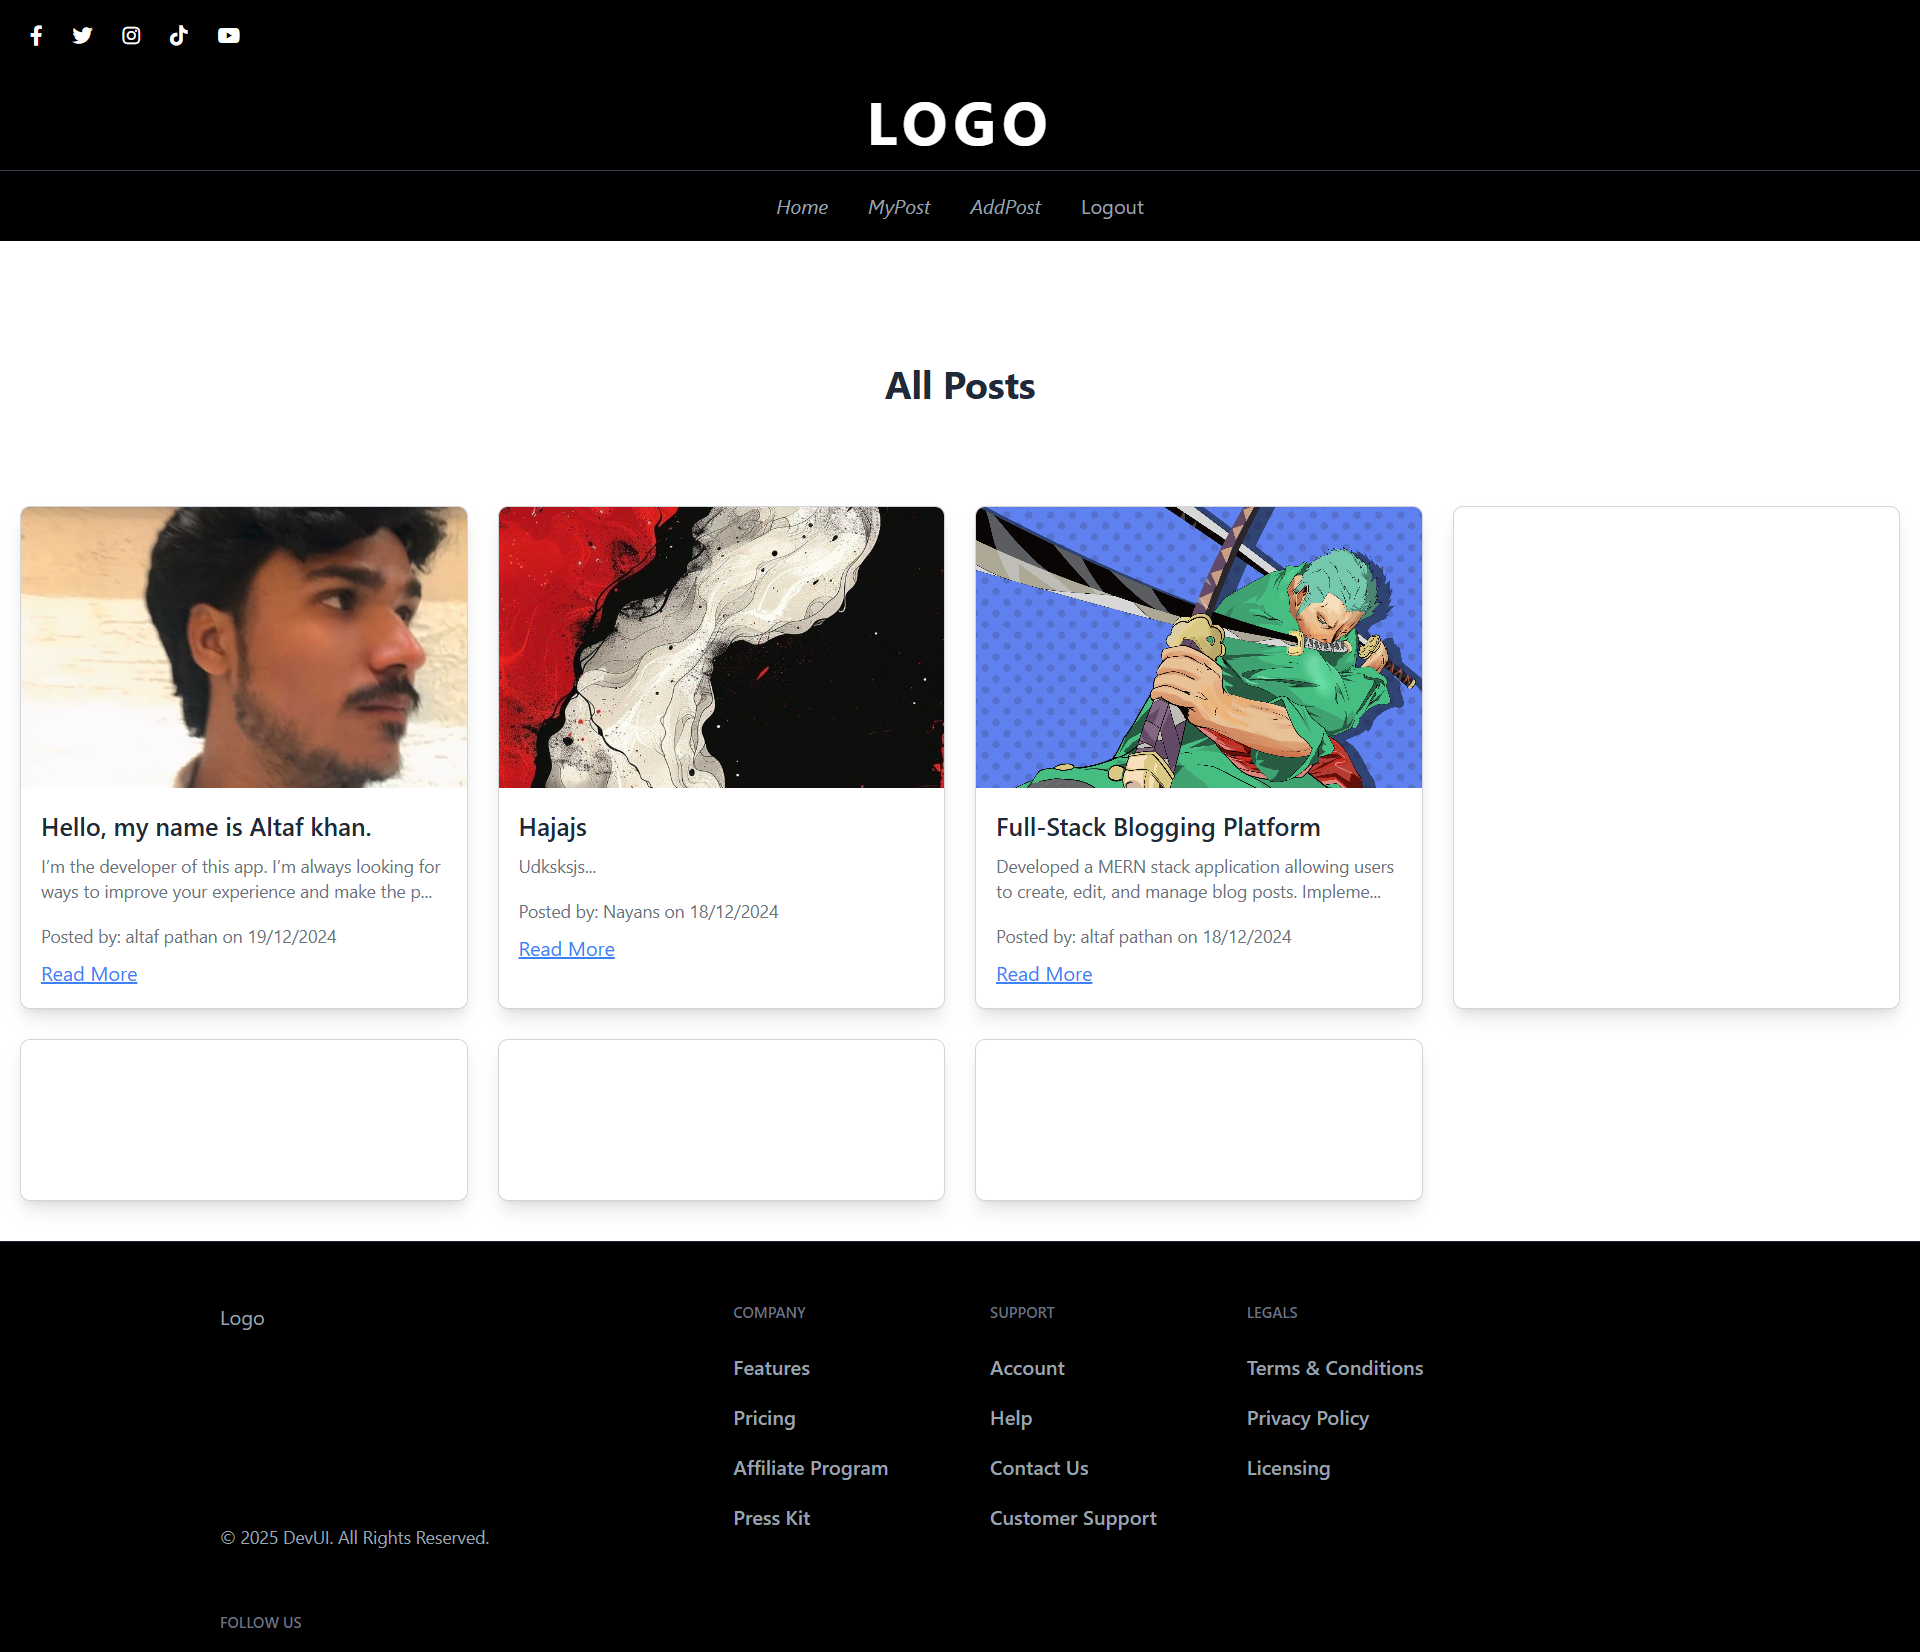 LOGO
Home MyPost AddPost Logout
All Posts
Hello, my name is Altaf khan.
I’m the developer of this app. I’m always looking for
ways to improve your experience and make the p...
Posted by: altaf pathan on 19/12/2024
Read More
Hajajs
Udksksjs...
Posted by: Nayans on 18/12/2024
Read More
Full-Stack Blogging Platform
Developed a MERN stack application allowing users
to create, edit, and manage blog posts. Impleme...
Posted by: altaf pathan on 18/12/2024
Read More
Logo
© 2025 DevUI. All Rights Reserved.
COMPANY
Features
Pricing
Affiliate Program
Press Kit
SUPPORT
Account
Help
Contact Us
Customer Support
LEGALS
Terms & Conditions
Privacy Policy
Licensing
FOLLOW US